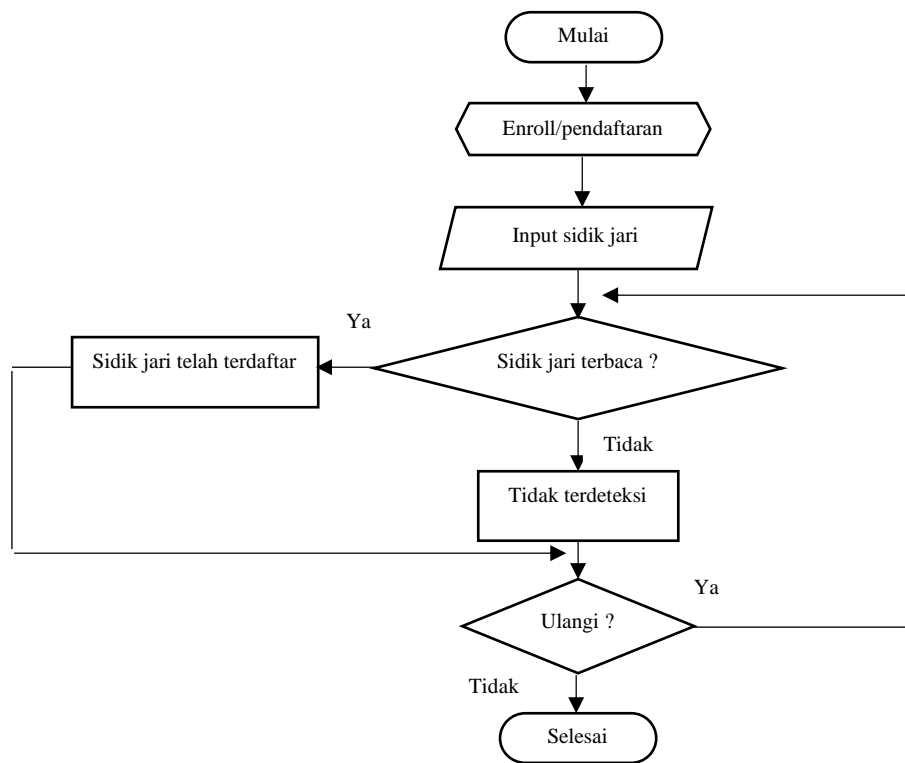 Mulai
Enroll/pendaftaran
Input sidik jari
Ya
Sidik jari telah terdaftar
Sidik jari terbaca ?
Tidak
Tidak terdeteksi
Ya
Ulangi ?
Tidak
Selesai